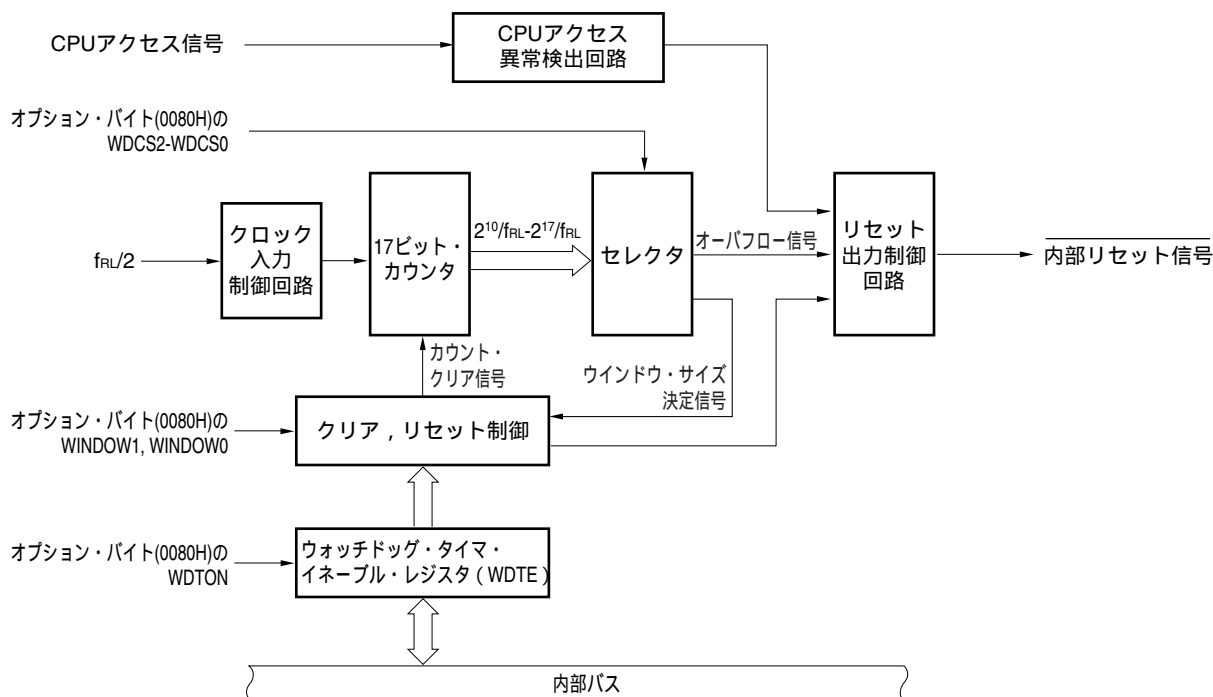 CPUアクセス信号
CPUアクセス
異常検出回路
オプション・バイト(0080H)の
WDCS2-WDCS0
fRL/2
クロック
入力
制御回路
17ビット・
カウンタ
2¹⁰/fRL-2¹⁷/fRL
セレクタ
オーバフロー信号
リセット
出力制御
回路
内部リセット信号
カウント・
クリア信号
ウインドウ・サイズ
決定信号
オプション・バイト(0080H)の
WINDOW1, WINDOW0
クリア，リセット制御
オプション・バイト(0080H)の
WDTON
ウォッチドッグ・タイマ・
イネーブル・レジスタ（WDTE）
内部バス